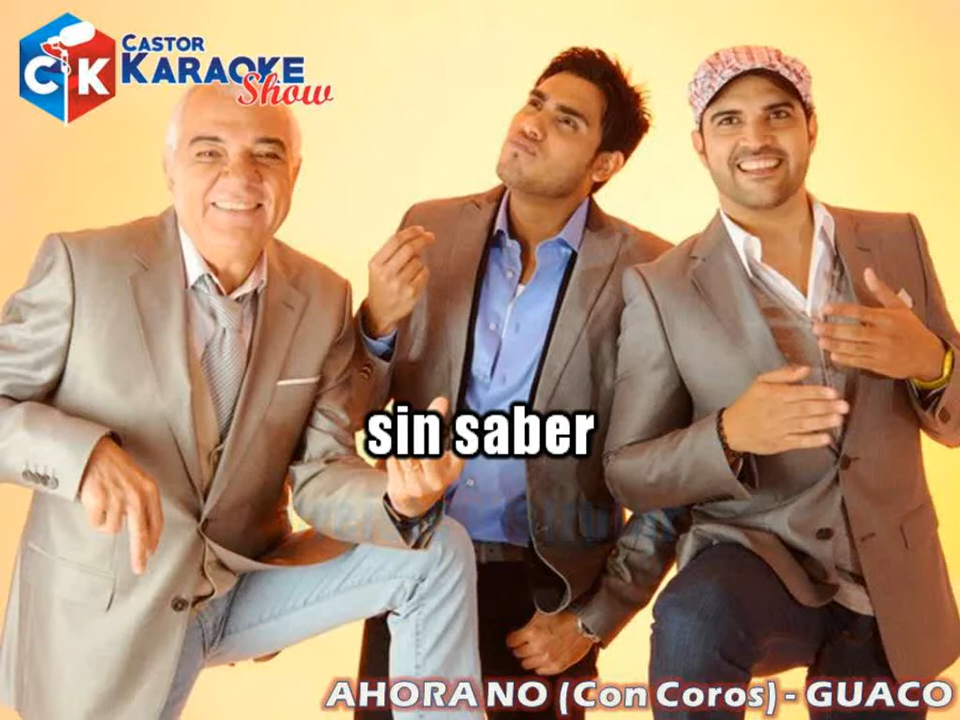 CK
CASTOR
KARAOKE
Show
sin saber
AHORA NO (Con Coros) - GUACO